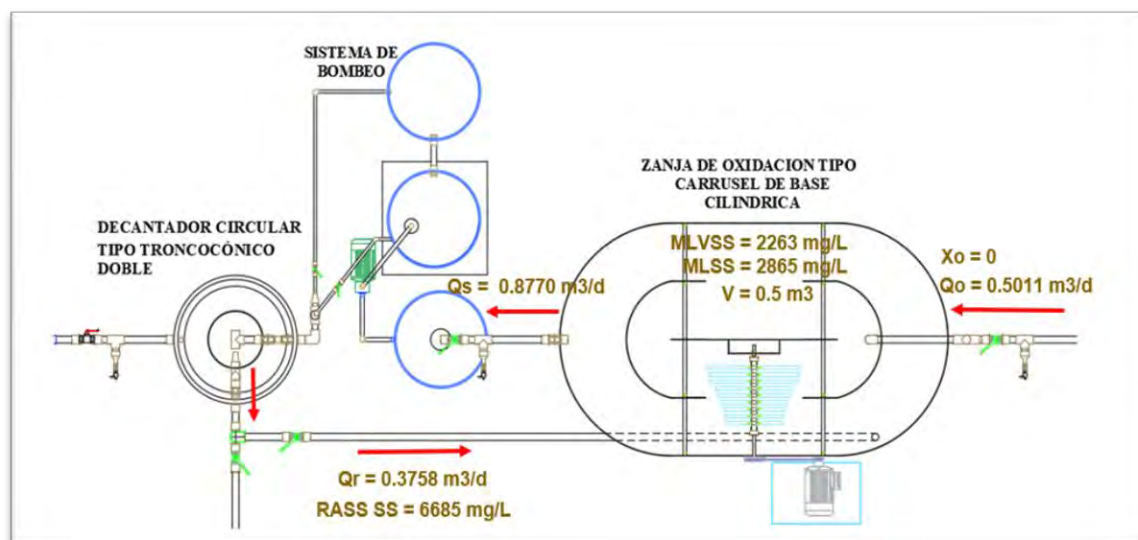 SISTEMA DE
BOMBEO
ZANJA DE OXIDACION TIPO
CARRUSEL DE BASE
CILINDRICA
DECANTADOR CIRCULAR
TIPO TRONCOCÓNICO
DOBLE
MLVSS = 2263 mg/L
MLSS = 2865 mg/L
V = 0.5 m3
Xo = 0
Qo = 0.5011 m3/d
Qs = 0.8770 m3/d
Qr = 0.3758 m3/d
RASS SS = 6685 mg/L